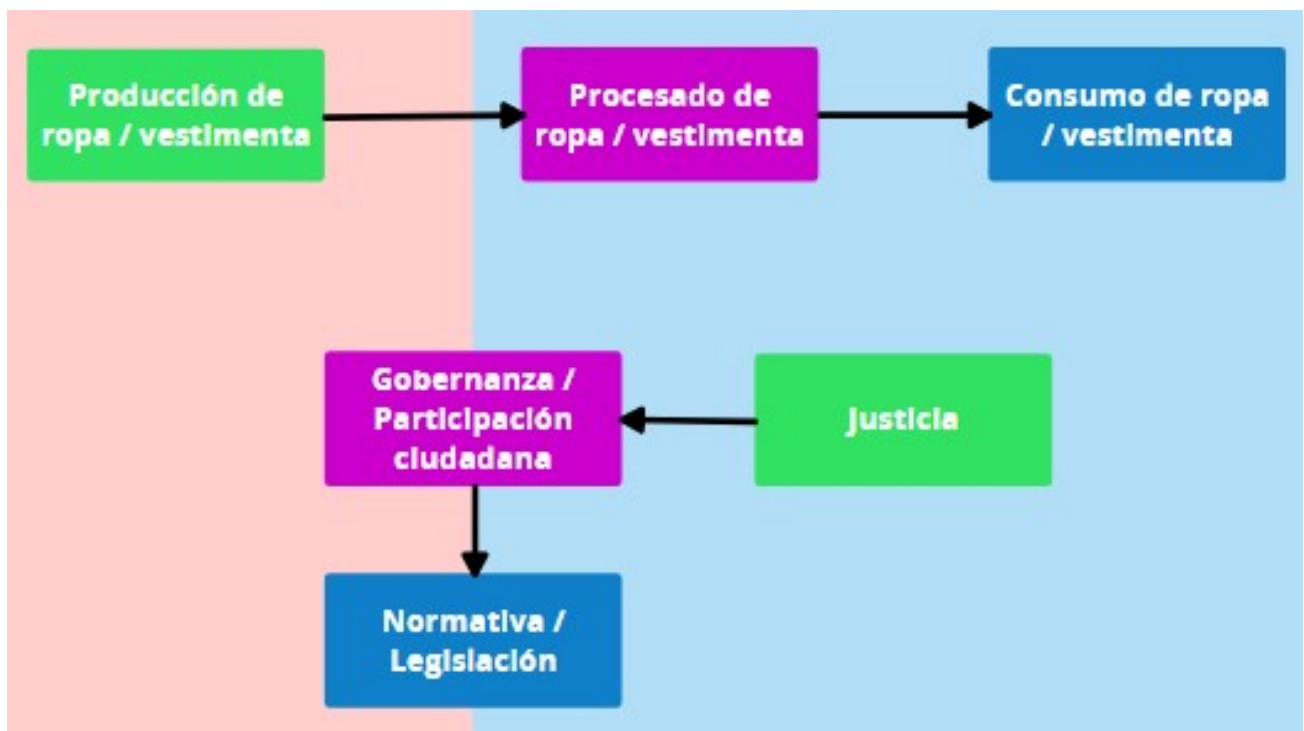 Producción de
ropa / vestimenta
Procesado de
ropa / vestimenta
Consumo de ropa
/ vestimenta
Gobernanza /
Participación
ciudadana
Justicia
Normativa /
Legislación